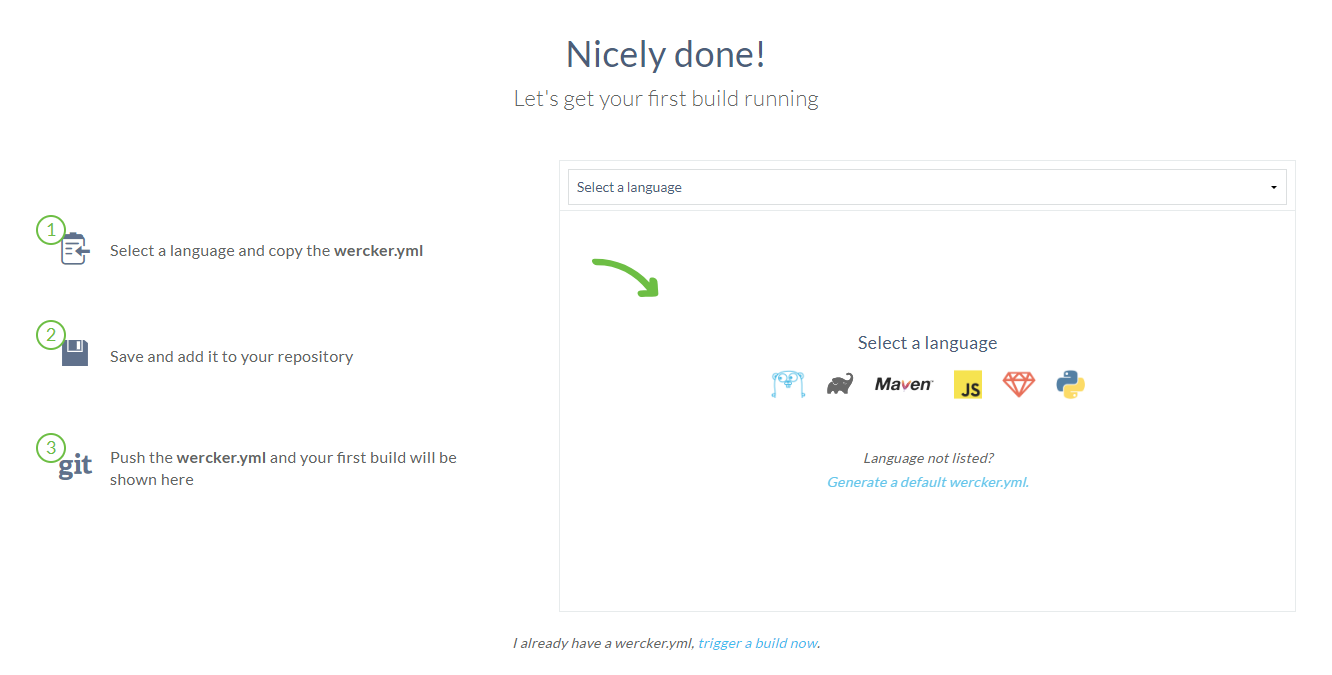 Nicely done!
Let's get your first build running
1
Select a language and copy the wercker.yml
2
Save and add it to your repository
3
git
Push the wercker.yml and your first build will be
shown here
Select a language
Select a language
Maven
JS
Language not listed?
Generate a default wercker.yml.
I already have a wercker.yml, trigger a build now.